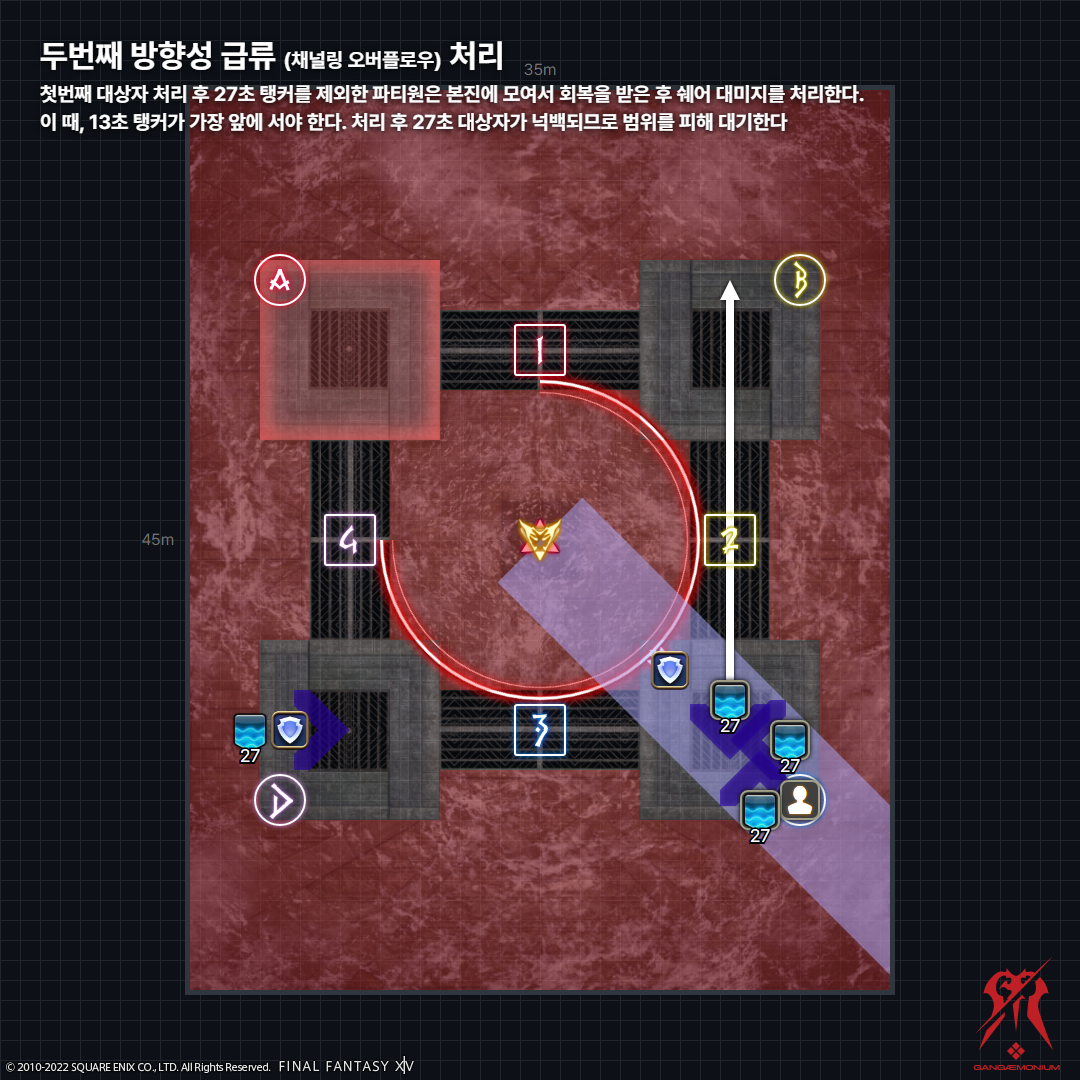 두번째 방향성 급류 (채널링 오버플로우) 처리
35m
첫번째 대상자 처리 후 27초 탱커를 제외한 파티원은 본진에 모여서 회복을 받은 후 쉐어 대미지를 처리한다.
이 때, 13초 탱커가 가장 앞에 서야 한다. 처리 후 27초 대상자가 넉백되므로 범위를 피해 대기한다
A
B
1
45m
4
2
3
27
27
27
27
D
© 2010-2022 SQUARE ENIX CO., LTD. All Rights Reserved. FINAL FANTASY XIV
GANGÆMONIUM